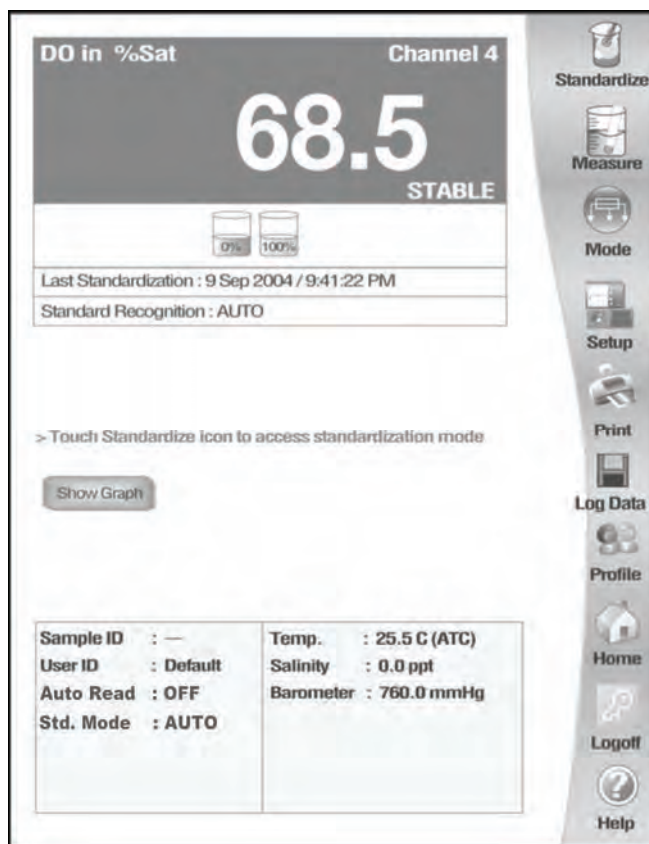 DO in %Sat Channel 4
68.5
STABLE
0% 100%
Last Standardization : 9 Sep 2004 / 9:41:22 PM
Standard Recognition : AUTO
> Touch Standardize icon to access standardization mode
Show Graph
Sample ID : —
User ID : Default
Auto Read : OFF
Std. Mode : AUTO
Temp. : 25.5 C (ATC)
Salinity : 0.0 ppt
Barometer : 760.0 mmHg
Standardize
Measure
Mode
Setup
Print
Log Data
Profile
Home
Logoff
Help